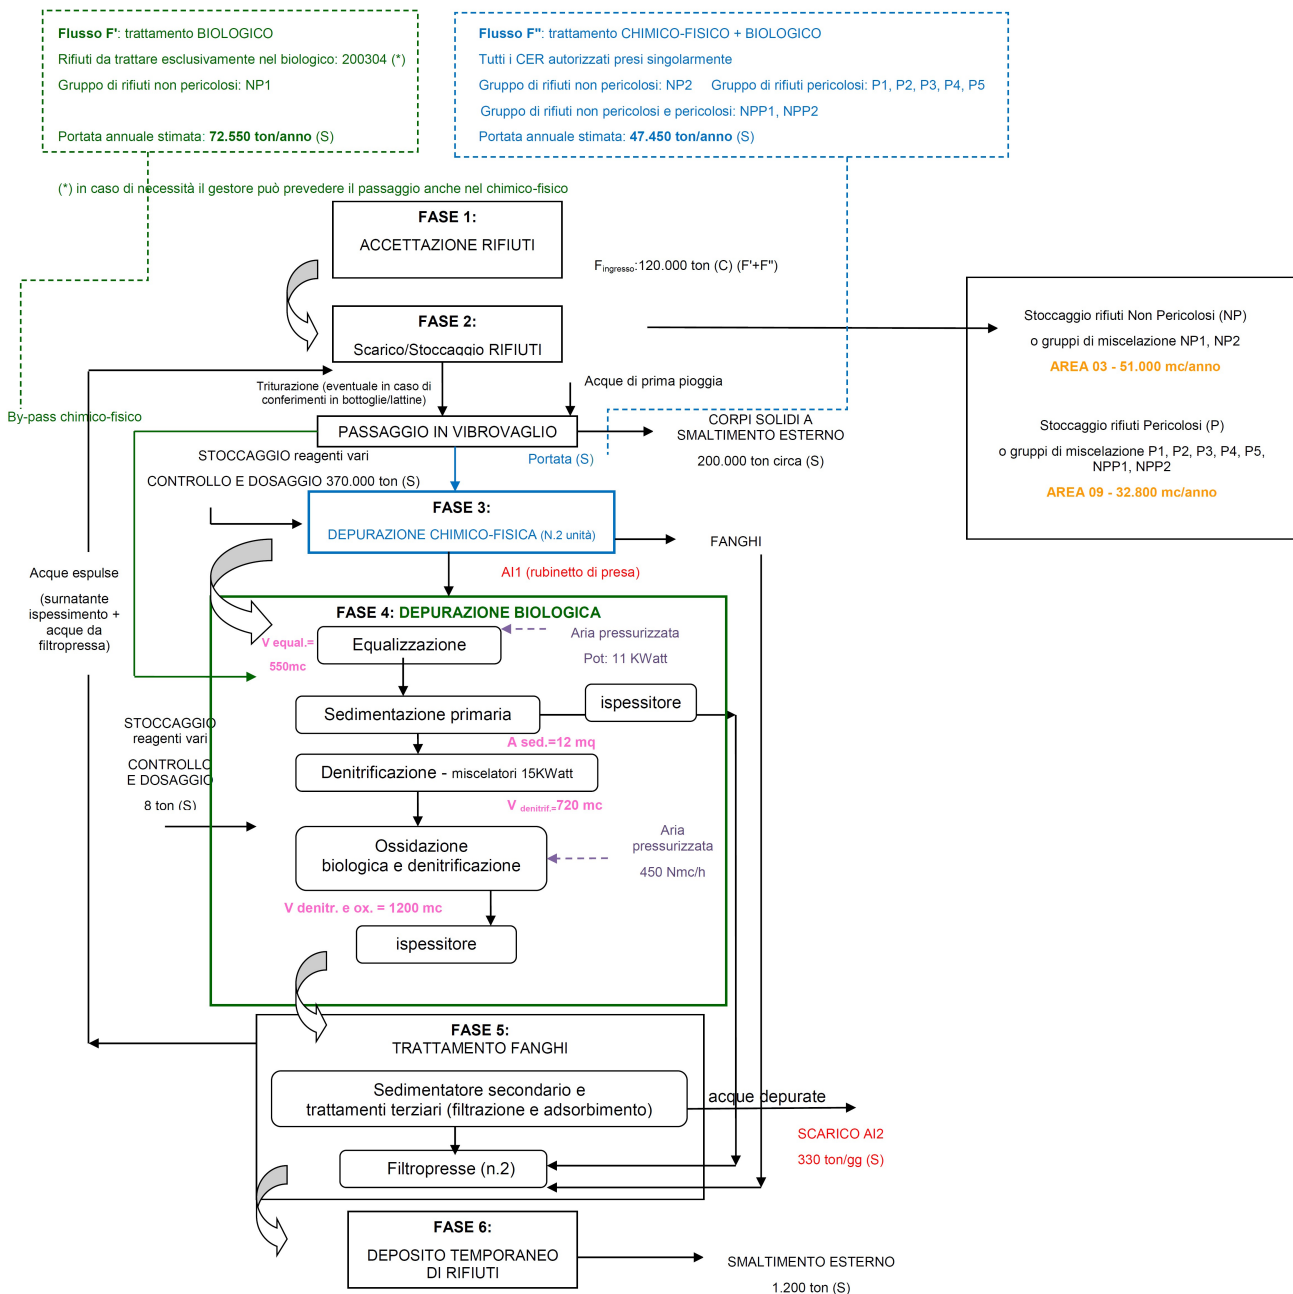 Flusso F': trattamento BIOLOGICO
Rifiuti da trattare esclusivamente nel biologico: 200304 (*)
Gruppo di rifiuti non pericolosi: NP1
Portata annuale stimata: 72.550 ton/anno (S)
Flusso F": trattamento CHIMICO-FISICO + BIOLOGICO
Tutti i CER autorizzati presi singolarmente
Gruppo di rifiuti non pericolosi: NP2 Gruppo di rifiuti pericolosi: P1, P2, P3, P4, P5
Gruppo di rifiuti non pericolosi e pericolosi: NPP1, NPP2
Portata annuale stimata: 47.450 ton/anno (S)
(*) in caso di necessità il gestore può prevedere il passaggio anche nel chimico-fisico
FASE 1:
ACCETTAZIONE RIFIUTI
Fingresso:120.000 ton (C) (F'+F")
FASE 2:
Scarico/Stoccaggio RIFIUTI
Stoccaggio rifiuti Non Pericolosi (NP)
o gruppi di miscelazione NP1, NP2
AREA 03 - 51.000 mc/anno
Stoccaggio rifiuti Pericolosi (P)
o gruppi di miscelazione P1, P2, P3, P4, P5,
NPP1, NPP2
AREA 09 - 32.800 mc/anno
Triturazione (eventuale in caso di
conferimenti in bottoglie/lattine)
Acque di prima pioggia
By-pass chimico-fisico
PASSAGGIO IN VIBROVAGLIO
CORPI SOLIDI A
SMALTIMENTO ESTERNO
200.000 ton circa (S)
Portata (S)
STOCCAGGIO reagenti vari
CONTROLLO E DOSAGGIO 370.000 ton (S)
FASE 3:
DEPURAZIONE CHIMICO-FISICA (N.2 unità)
FANGHI
AI1 (rubinetto di presa)
Acque espulse
(surnatante
ispessimento +
acque da
filtropressa)
FASE 4: DEPURAZIONE BIOLOGICA
V equal.=
550mc
Equalizzazione
Aria pressurizzata
Pot: 11 KWatt
ispessitore
Sedimentazione primaria
A sed.=12 mq
STOCCAGGIO
reagenti vari
CONTROLLO
E DOSAGGIO
8 ton (S)
Denitrificazione - miscelatori 15KWatt
V denitrif.=720 mc
Ossidazione
biologica e denitrificazione
Aria
pressurizzata
450 Nmc/h
V denitr. e ox. = 1200 mc
ispessitore
FASE 5:
TRATTAMENTO FANGHI
Sedimentatore secondario e
trattamenti terziari (filtrazione e adsorbimento)
acque depurate
SCARICO AI2
330 ton/gg (S)
Filtropresse (n.2)
FASE 6:
DEPOSITO TEMPORANEO
DI RIFIUTI
SMALTIMENTO ESTERNO
1.200 ton (S)